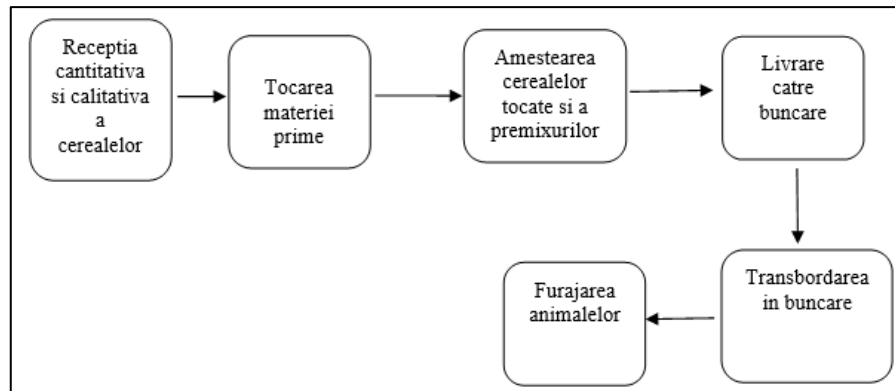 Receptia
cantitativa
si calitativa
a
cerealelor
Tocarea
materiei
prime
Amestearea
cerealelor
tocate si a
premixurilor
Livrare
catre
buncare
Transbordarea
in buncare
Furajarea
animalelor